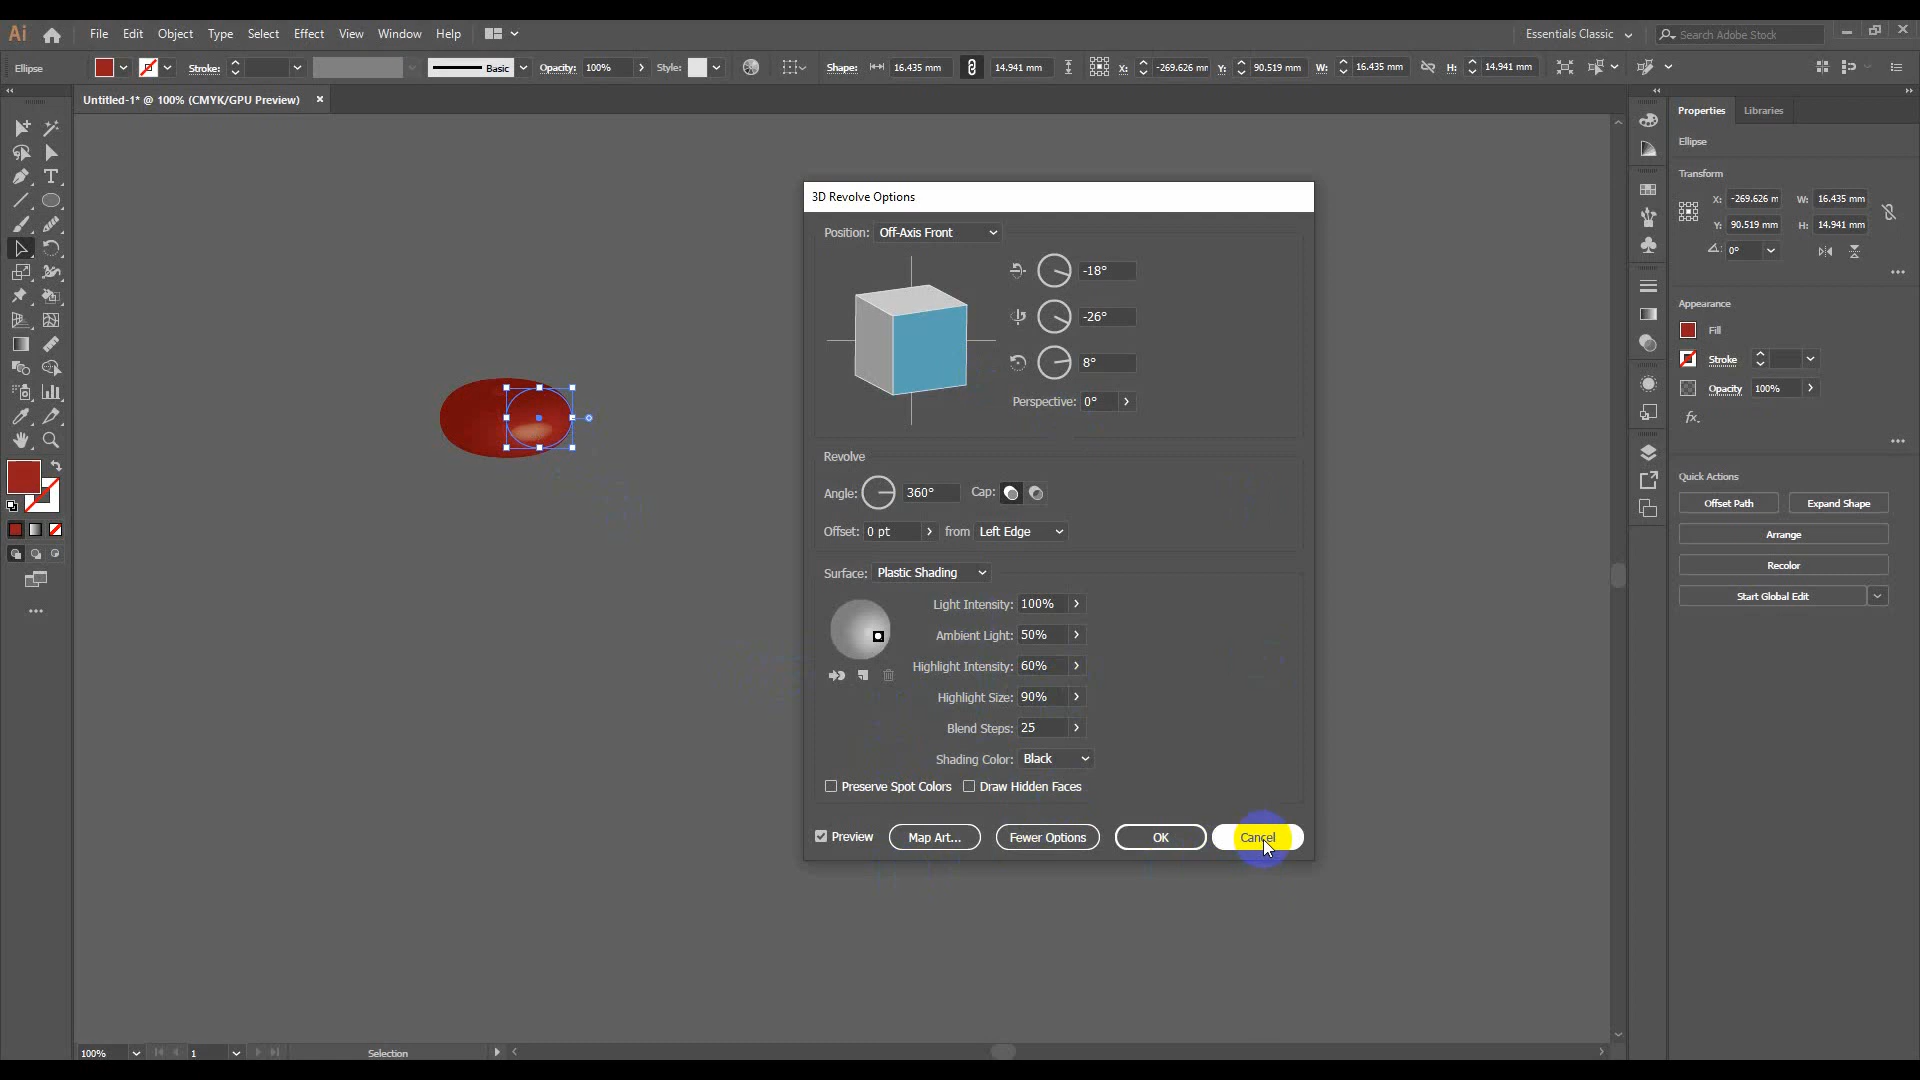 Ai File Edit Object Type Select Effect View Window Help Essentials Classic Search Adobe Stock
Ellipse Stroke: Basic Opacity: 100% Style: Shape: 16.435 mm 14.941 mm X: -269.626 mm Y: 90.519 mm W: 16.435 mm H: 14.941 mm
Untitled-1* @ 100% (CMYK/GPU Preview) ×
Properties Libraries
Ellipse
Transform
X: -269.626 m W: 16.435 mm
Y: 90.519 mm H: 14.941 mm
0°
Appearance
Fill
Stroke
Opacity 100%
fx.
Quick Actions
Offset Path Expand Shape
Arrange
Recolor
Start Global Edit
3D Revolve Options
Position: Off-Axis Front
-18°
-26°
8°
Perspective: 0°
Revolve
Angle: 360° Cap:
Offset: 0 pt from Left Edge
Surface: Plastic Shading
Light Intensity: 100%
Ambient Light: 50%
Highlight Intensity: 60%
Highlight Size: 90%
Blend Steps: 25
Shading Color: Black
Preserve Spot Colors Draw Hidden Faces
Preview Map Art... Fewer Options OK Cancel
100% 1 Selection